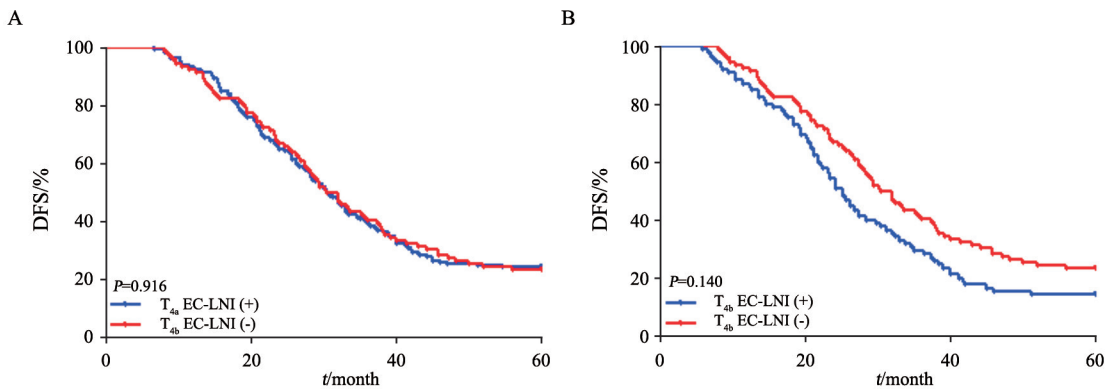 A
100
80
60
40
20
0
DFS/%
P=0.916
T4a EC-LNI (+)
T4b EC-LNI (-)
0 20 40 60
t/month
B
100
80
60
40
20
0
DFS/%
P=0.140
T4b EC-LNI (+)
T4b EC-LNI (-)
0 20 40 60
t/month